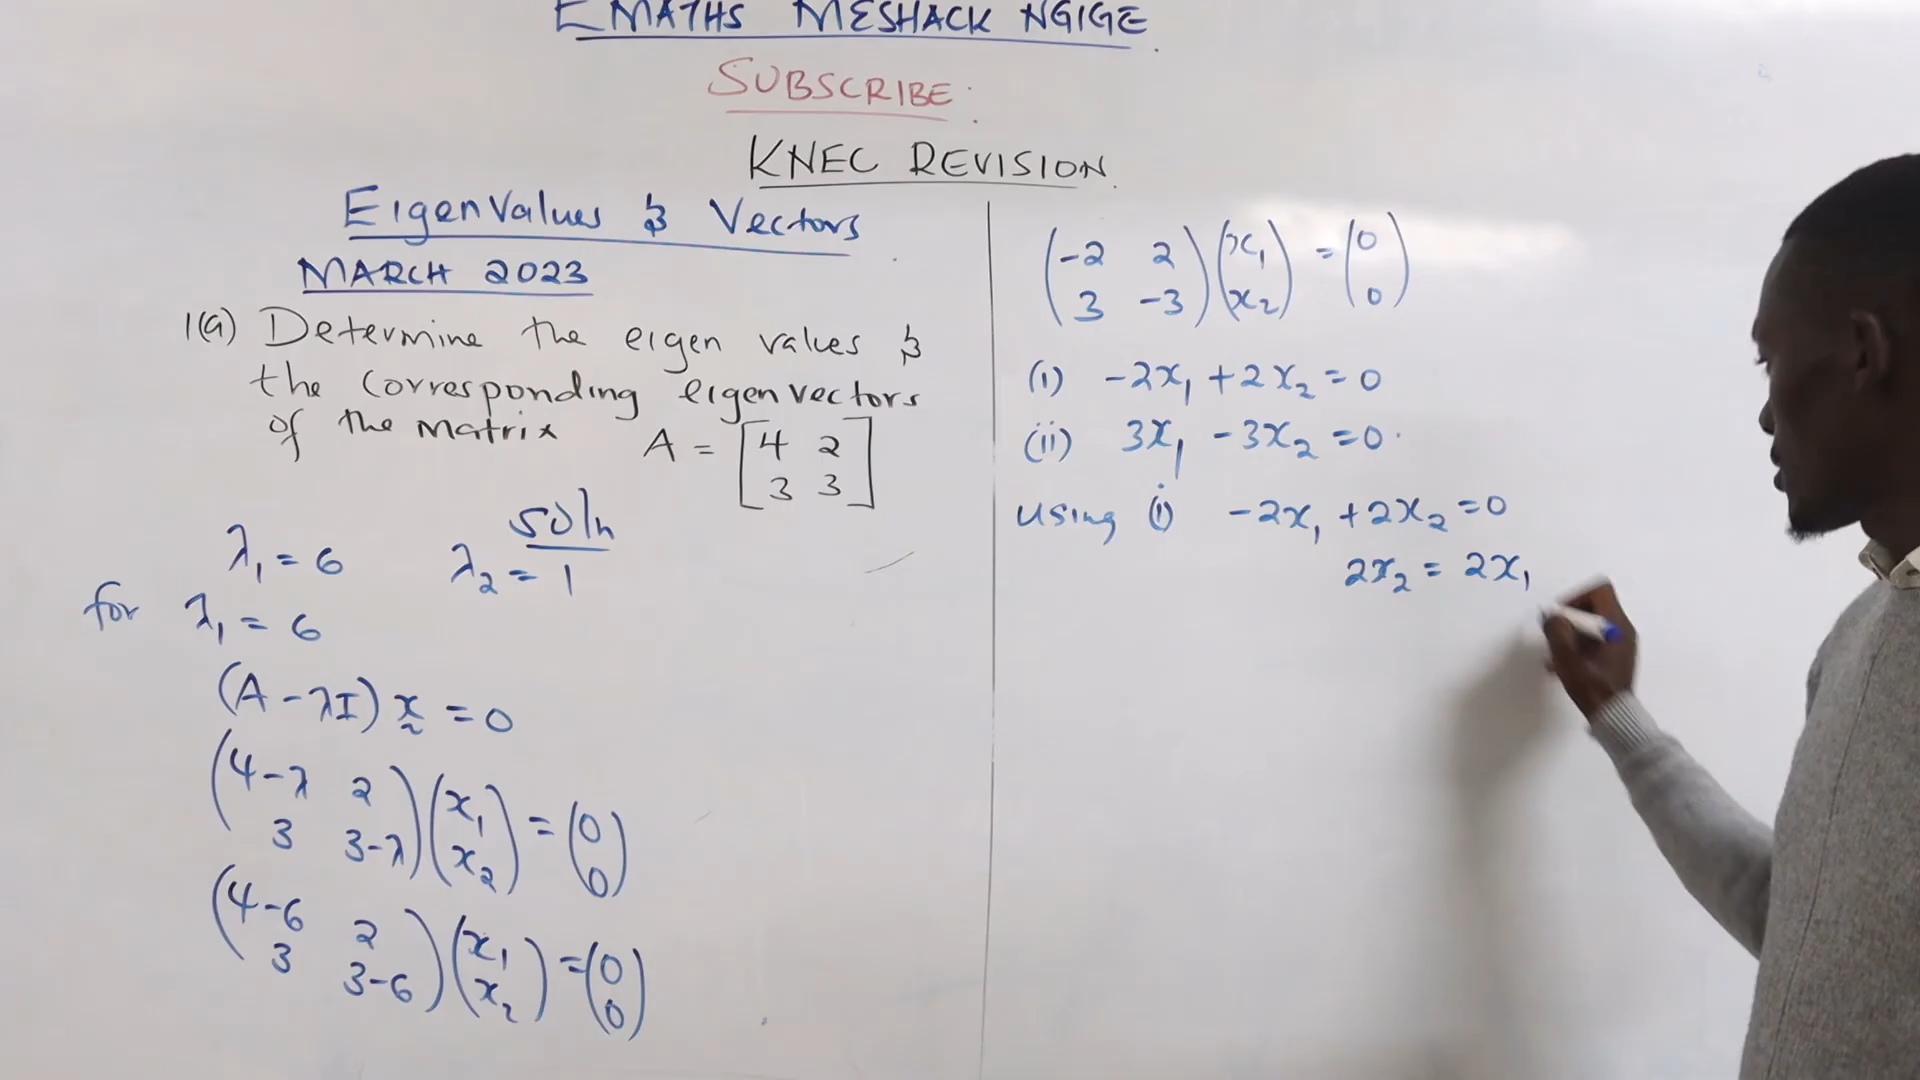 EMATHS MESHACK NGIGE
SUBSCRIBE:
KNEC REVISION
EigenValues & Vectors
MARCH 2023
1(a) Determine the eigen values &
the corresponding eigen vectors
of the matrix A = [4 2
3 3]
soln
λ₁ = 6 λ₂ = 1
for λ₁ = 6
(A - λI) x = 0
(4-λ 2
3 3-λ) (x₁
x₂) = (0
0)
(4-6 2
3 3-6) (x₁
x₂) = (0
0)
(-2 2
3 -3) (x₁
x₂) = (0
0)
(i) -2x₁ + 2x₂ = 0
(ii) 3x₁ - 3x₂ = 0
Using (i) -2x₁ + 2x₂ = 0
2x₂ = 2x₁